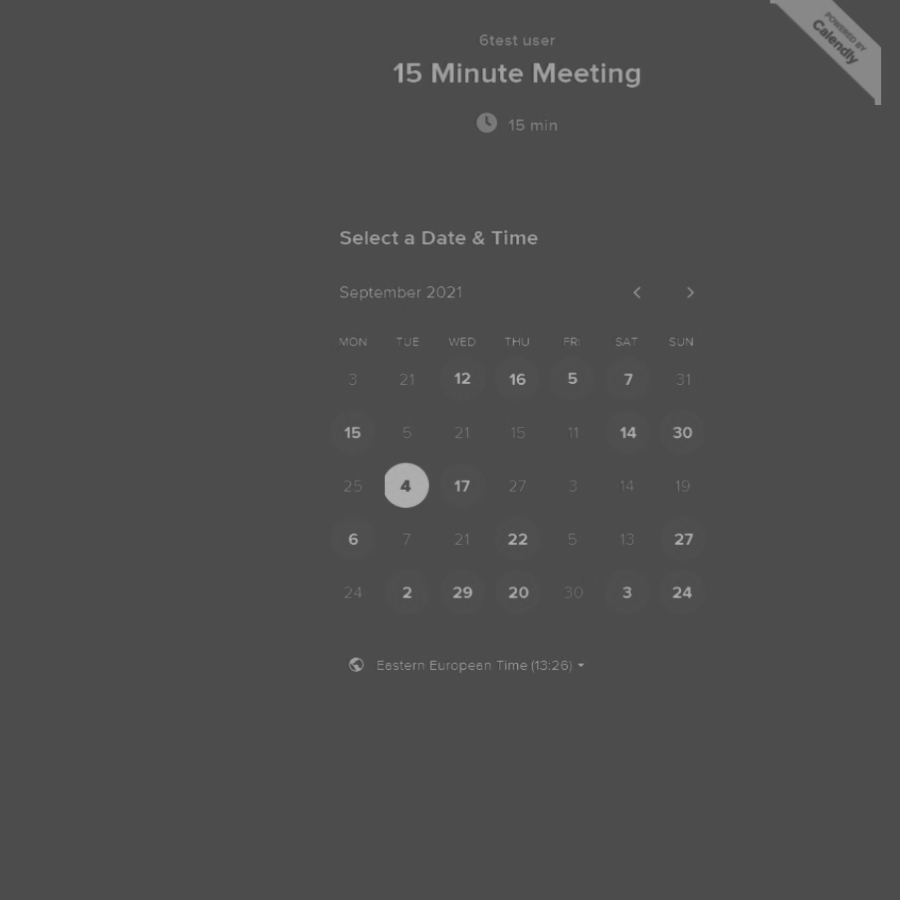 POWERED BY
Calendly
6test user
15 Minute Meeting
15 min
Select a Date & Time
September 2021
MON TUE WED THU FRI SAT SUN
3 21 12 16 5 7 31
15 5 21 15 11 14 30
25 4 17 27 3 14 19
6 7 21 22 5 13 27
24 2 29 20 30 3 24
Eastern European Time (13:26)